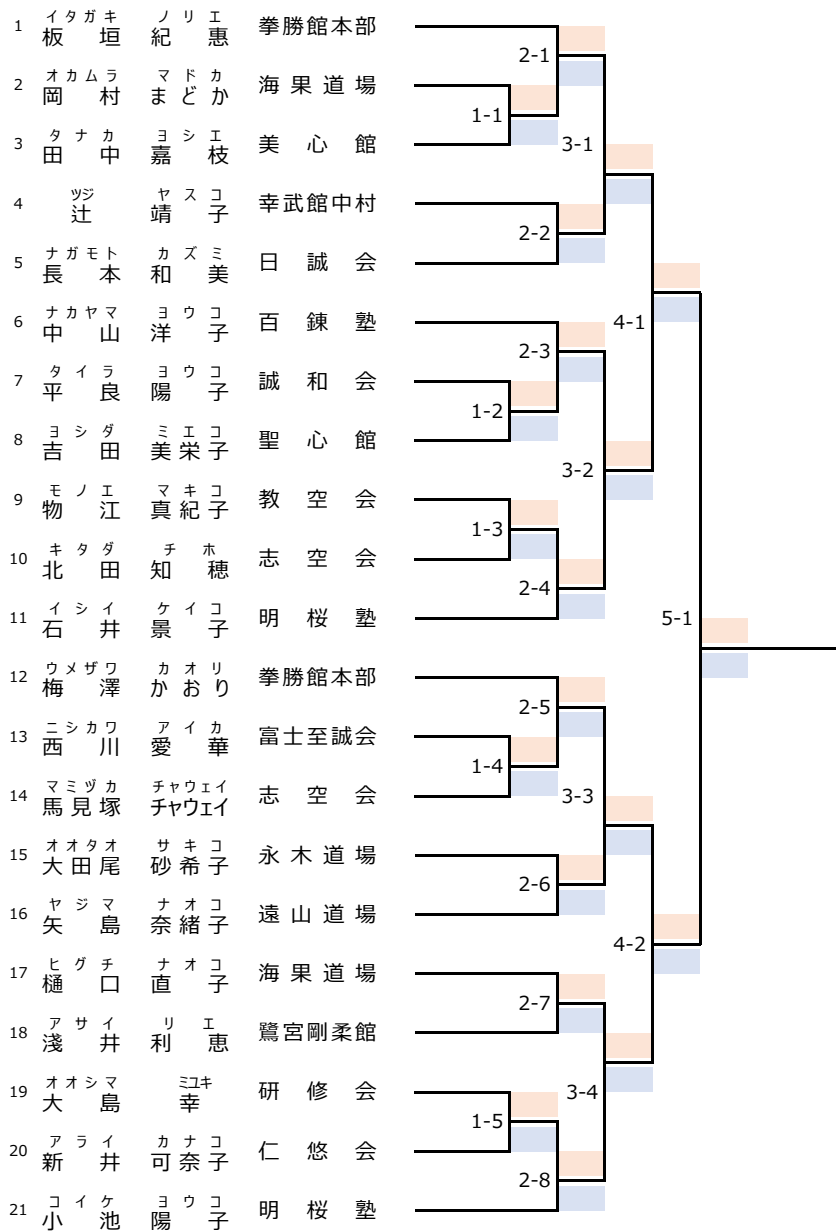 イタガキ ノリエ
1 板垣 紀惠 拳勝館本部
オカムラ マドカ
2 岡村 まどか 海果道場
タナカ ヨシエ
3 田中 嘉枝 美心館
ツジ ヤスコ
4 辻 靖子 幸武館中村
ナガモト カズミ
5 長本 和美 日誠会
ナカヤマ ヨウコ
6 中山 洋子 百錬塾
タイラ ヨウコ
7 平良 陽子 誠和会
ヨシダ ミエコ
8 吉田 美栄子 聖心館
モノエ マキコ
9 物江 真紀子 教空会
キタダ チホ
10 北田 知穂 志空会
イシイ ケイコ
11 石井 景子 明桜塾
ウメザワ カオリ
12 梅澤 かおり 拳勝館本部
ニシカワ アイカ
13 西川 愛華 富士至誠会
マミヅカ チャウェイ
14 馬見塚 チャウェイ 志空会
オオタオ サキコ
15 大田尾 砂希子 永木道場
ヤジマ ナオコ
16 矢島 奈緒子 遠山道場
ヒグチ ナオコ
17 樋口 直子 海果道場
アサイ リエ
18 淺井 利恵 鷺宮剛柔館
オオシマ ミユキ
19 大島 幸 研修会
アライ カナコ
20 新井 可奈子 仁悠会
コイケ ヨウコ
21 小池 陽子 明桜塾
1-1
1-2
1-3
1-4
1-5
2-1
2-2
2-3
2-4
2-5
2-6
2-7
2-8
3-1
3-2
3-3
3-4
4-1
4-2
5-1